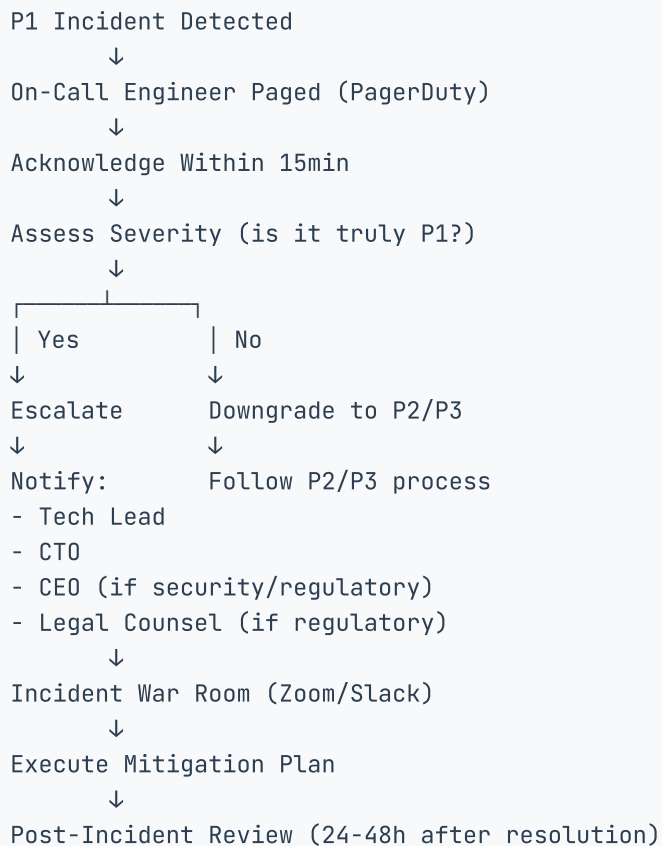 P1 Incident Detected
↓
On-Call Engineer Paged (PagerDuty)
↓
Acknowledge Within 15min
↓
Assess Severity (is it truly P1?)
↓
┌──────┴──────┐
│ Yes         │ No
↓             ↓
Escalate      Downgrade to P2/P3
↓             ↓
Notify:       Follow P2/P3 process
- Tech Lead
- CTO
- CEO (if security/regulatory)
- Legal Counsel (if regulatory)
↓
Incident War Room (Zoom/Slack)
↓
Execute Mitigation Plan
↓
Post-Incident Review (24-48h after resolution)